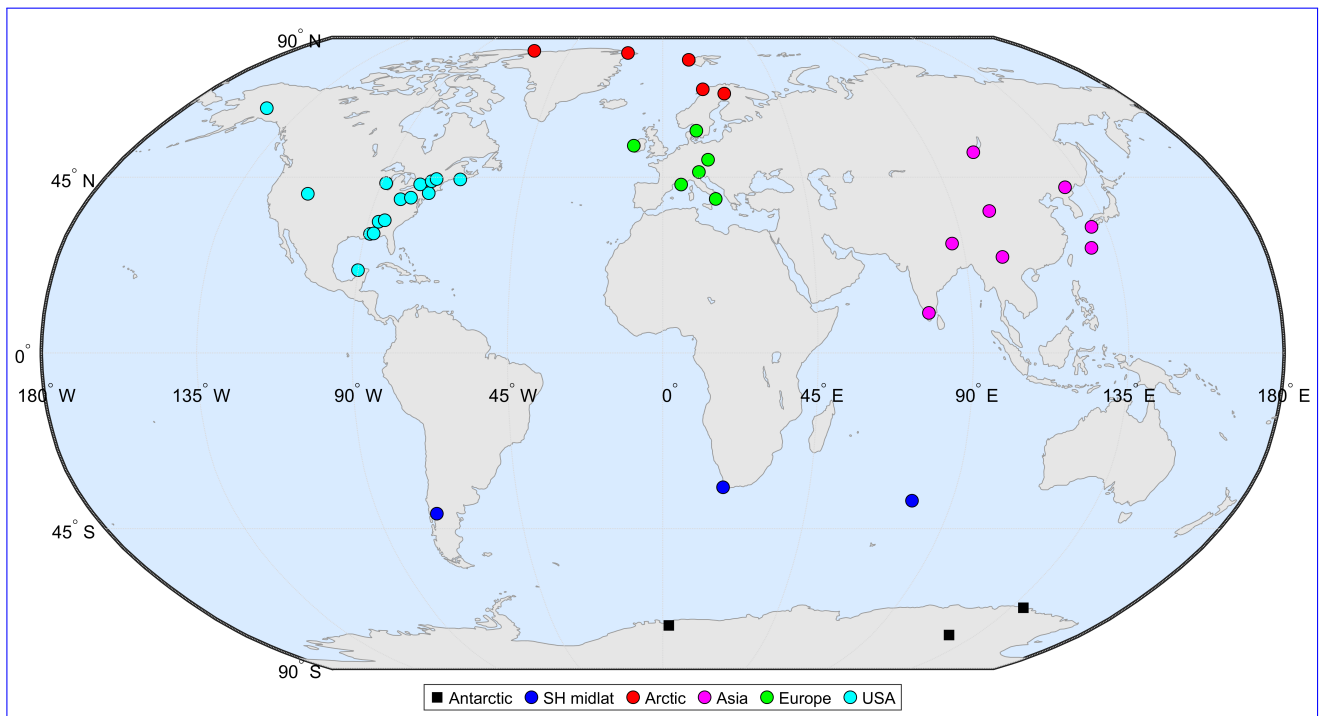 90° N
45° N
0°
180° W 135° W 90° W 45° W 0° 45° E 90° E 135° E 180° E
45° S
90° S
Antarctic SH midlat Arctic Asia Europe USA